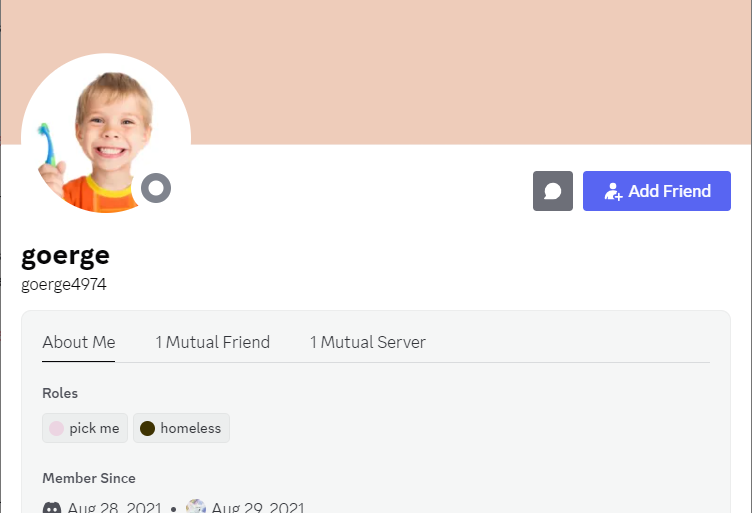 Add Friend
goerge
goerge4974
About Me 1 Mutual Friend 1 Mutual Server
Roles
pick me homeless
Member Since
Aug 28, 2021 • Aug 29, 2021